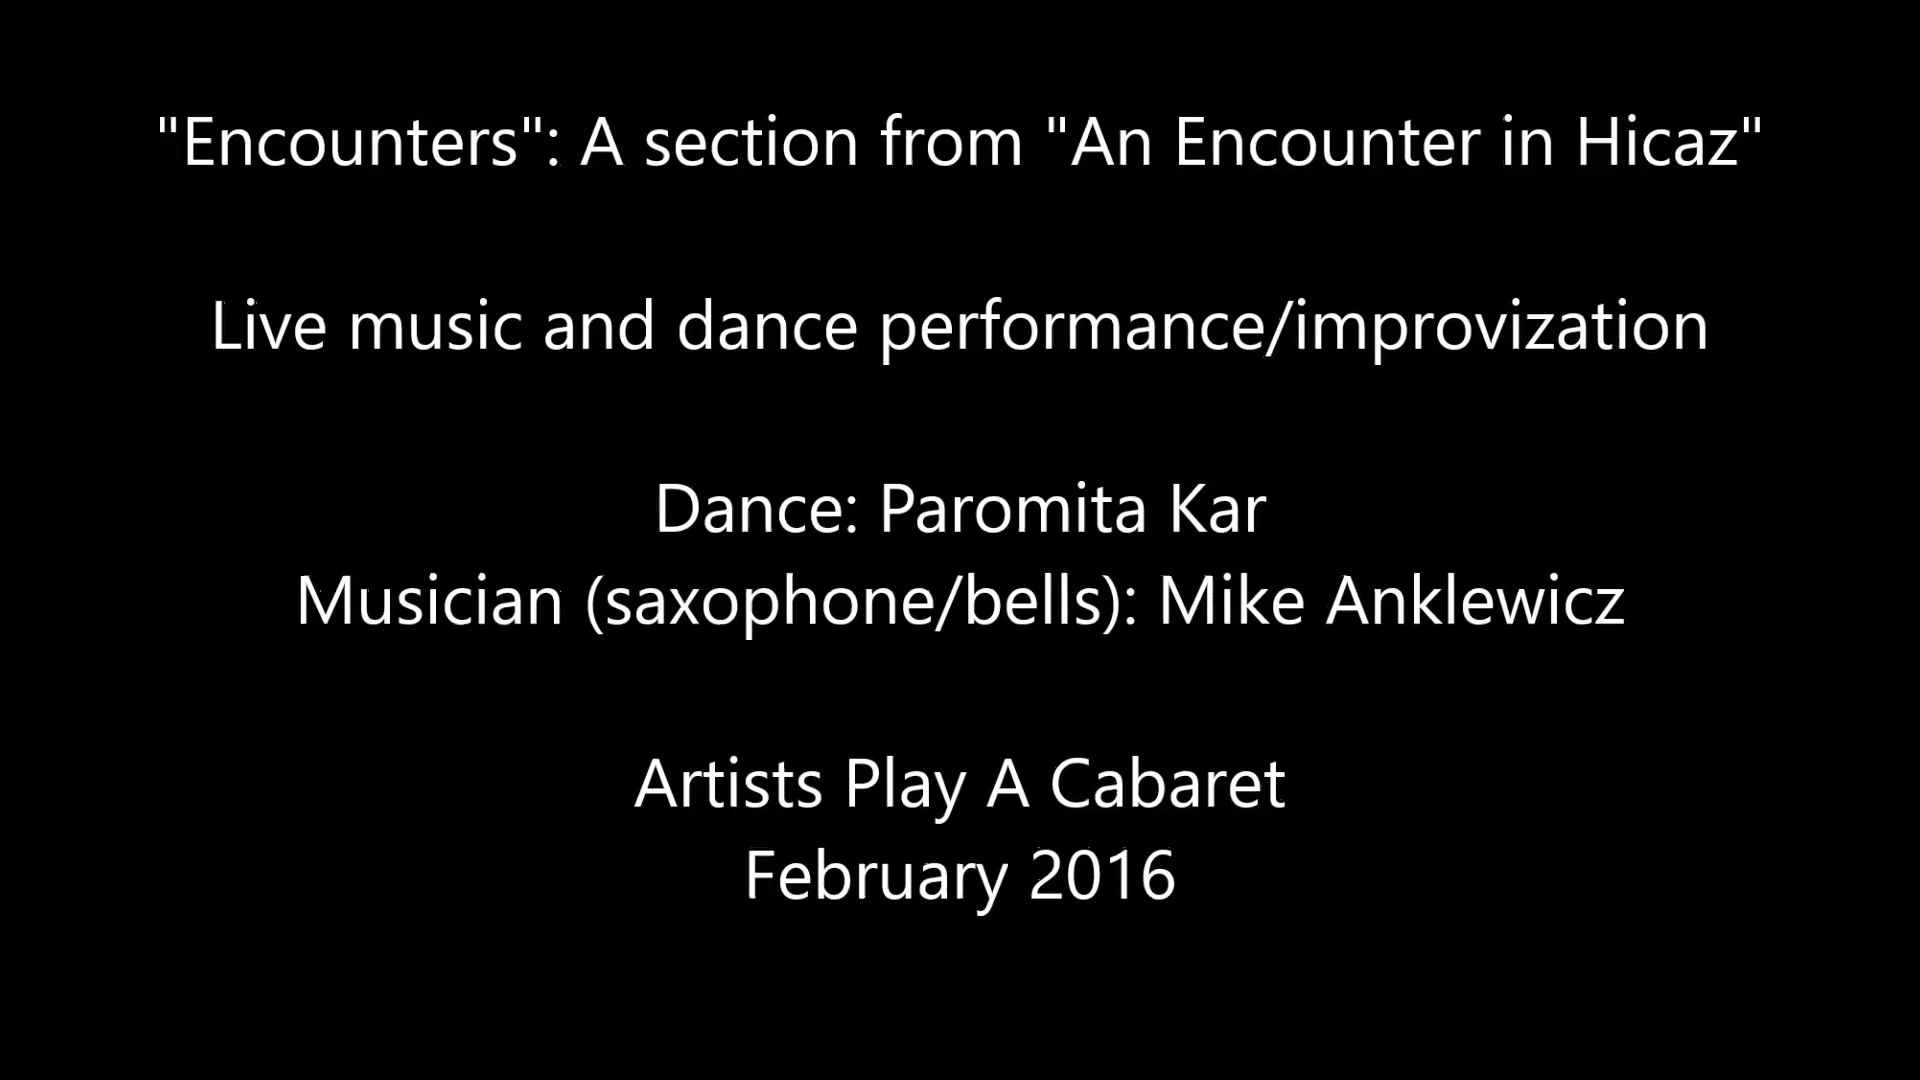 "Encounters": A section from "An Encounter in Hicaz"
Live music and dance performance/improvization
Dance: Paromita Kar
Musician (saxophone/bells): Mike Anklewicz
Artists Play A Cabaret
February 2016